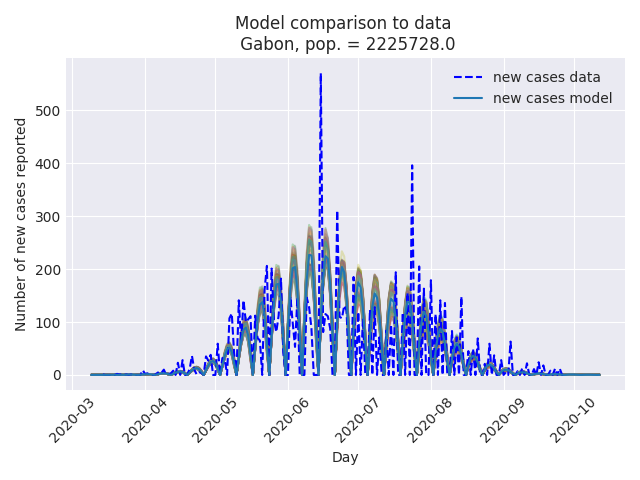 Model comparison to data
Gabon, pop. = 2225728.0
new cases data
new cases model
Number of new cases reported
500
400
300
200
100
0
2020-03
2020-04
2020-05
2020-06
2020-07
2020-08
2020-09
2020-10
Day